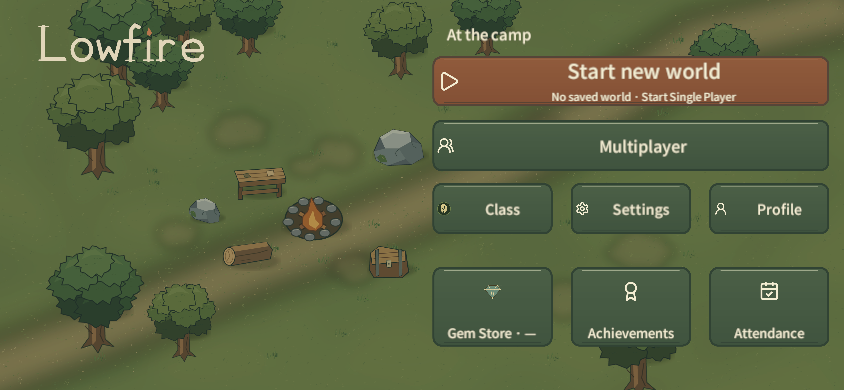 Lowfire
At the camp
Start new world
No saved world · Start Single Player
Multiplayer
Class
Settings
Profile
Gem Store · —
Achievements
Attendance